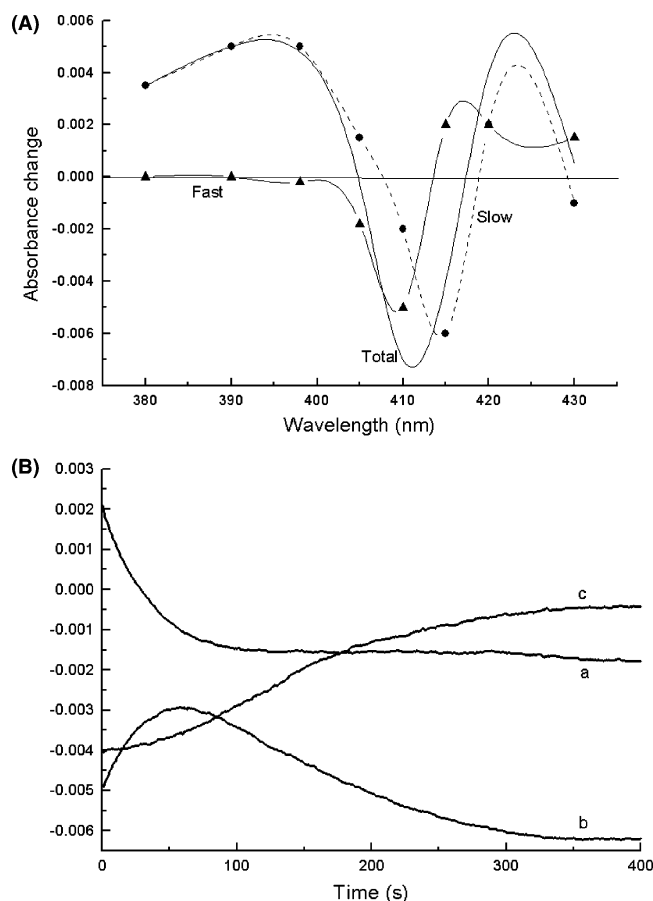 (A)
0.006
0.004
0.002
0.000
-0.002
-0.004
-0.006
-0.008
Absorbance change
Fast
Slow
Total
380 390 400 410 420 430
Wavelength (nm)
(B)
0.003
0.002
0.001
0.000
-0.001
-0.002
-0.003
-0.004
-0.005
-0.006
c
a
b
0 100 200 300 400
Time (s)